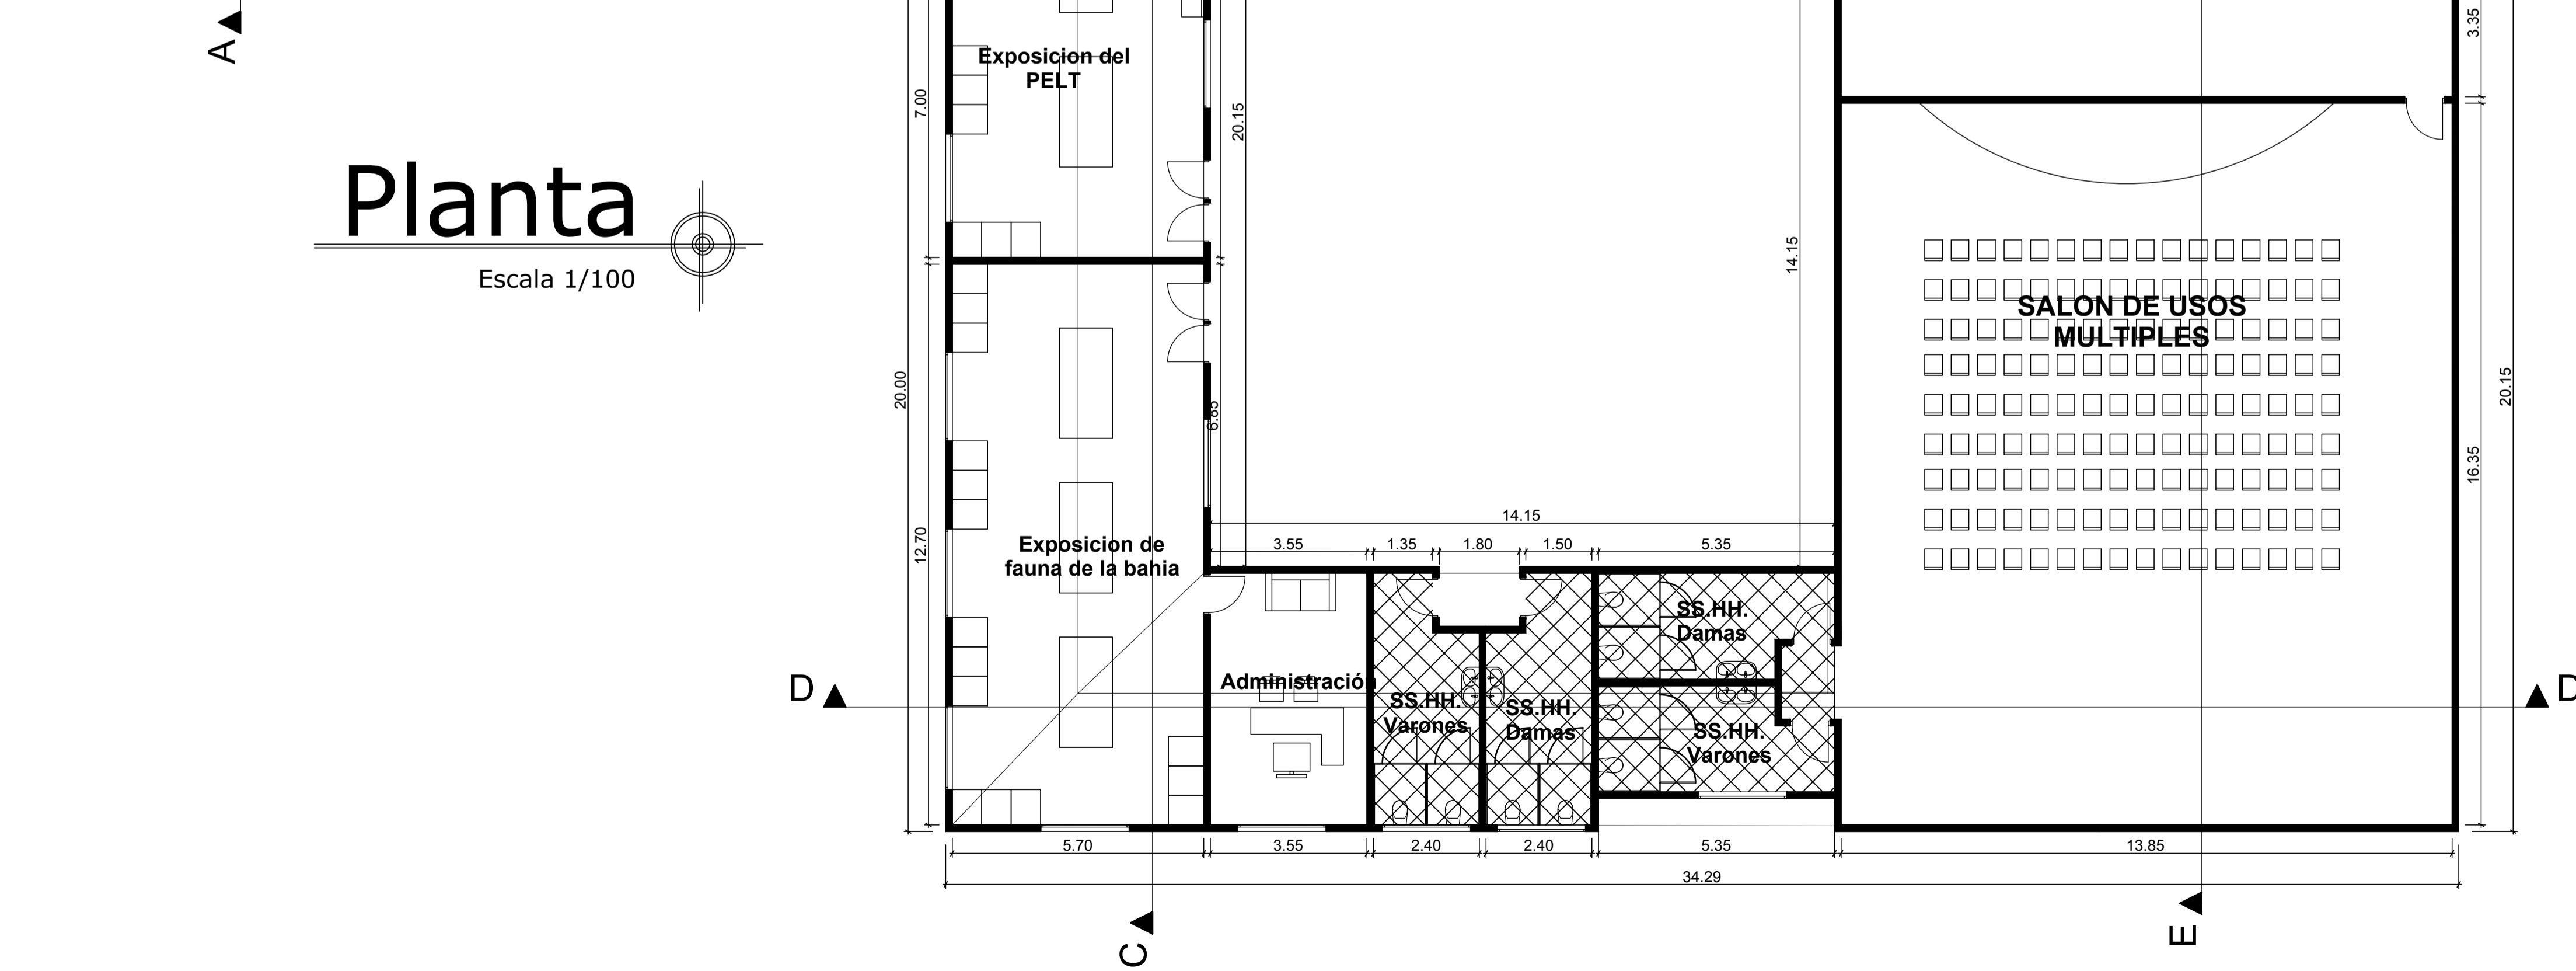 A
Planta
Escala 1/100
7.00
20.00
12.70
Exposicion del
PELT
20.15
6.85
Exposicion de
fauna de la bahia
14.15
14.15
3.55 1.35 1.80 1.50 5.35
Administración
SS.HH.
Varones
SS.HH.
Damas
SS.HH.
Damas
SS.HH.
Varones
SALON DE USOS
MULTIPLES
3.35
16.35
20.15
D
D
5.70 3.55 2.40 2.40 5.35 13.85
34.29
C
E